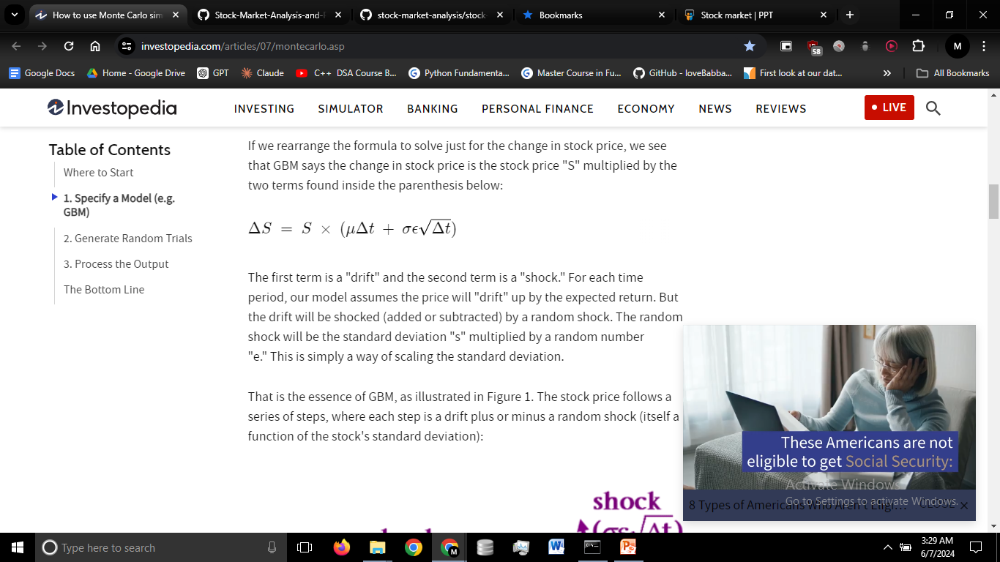 How to use Monte Carlo sim
Stock-Market-Analysis-and-F
stock-market-analysis/stock
Bookmarks
Stock market | PPT
investopedia.com/articles/07/montecarlo.asp
58
M
Google Docs
Home - Google Drive
GPT
Claude
C++ DSA Course B...
Python Fundamenta...
Master Course in Fu...
GitHub - loveBabba...
First look at our dat...
All Bookmarks
Investopedia
INVESTING
SIMULATOR
BANKING
PERSONAL FINANCE
ECONOMY
NEWS
REVIEWS
LIVE
Table of Contents
Where to Start
1. Specify a Model (e.g.
GBM)
2. Generate Random Trials
3. Process the Output
The Bottom Line
If we rearrange the formula to solve just for the change in stock price, we see
that GBM says the change in stock price is the stock price "S" multiplied by the
two terms found inside the parenthesis below:
ΔS = S × (μΔt + σϵ√Δt)
The first term is a "drift" and the second term is a "shock." For each time
period, our model assumes the price will "drift" up by the expected return. But
the drift will be shocked (added or subtracted) by a random shock. The random
shock will be the standard deviation "s" multiplied by a random number
"e." This is simply a way of scaling the standard deviation.
That is the essence of GBM, as illustrated in Figure 1. The stock price follows a
series of steps, where each step is a drift plus or minus a random shock (itself a
function of the stock's standard deviation):
shock
These Americans are not
eligible to get Social Security:
Activate Windows
Go to Settings to activate Windows.
8 Types of Americans Who Aren't Eligi...
CLOSE ×
Type here to search
M
3:29 AM
6/7/2024